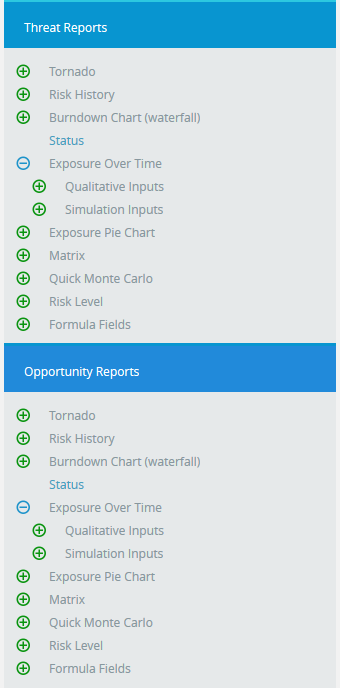 Threat Reports
Tornado
Risk History
Burndown Chart (waterfall)
Status
Exposure Over Time
Qualitative Inputs
Simulation Inputs
Exposure Pie Chart
Matrix
Quick Monte Carlo
Risk Level
Formula Fields
Opportunity Reports
Tornado
Risk History
Burndown Chart (waterfall)
Status
Exposure Over Time
Qualitative Inputs
Simulation Inputs
Exposure Pie Chart
Matrix
Quick Monte Carlo
Risk Level
Formula Fields